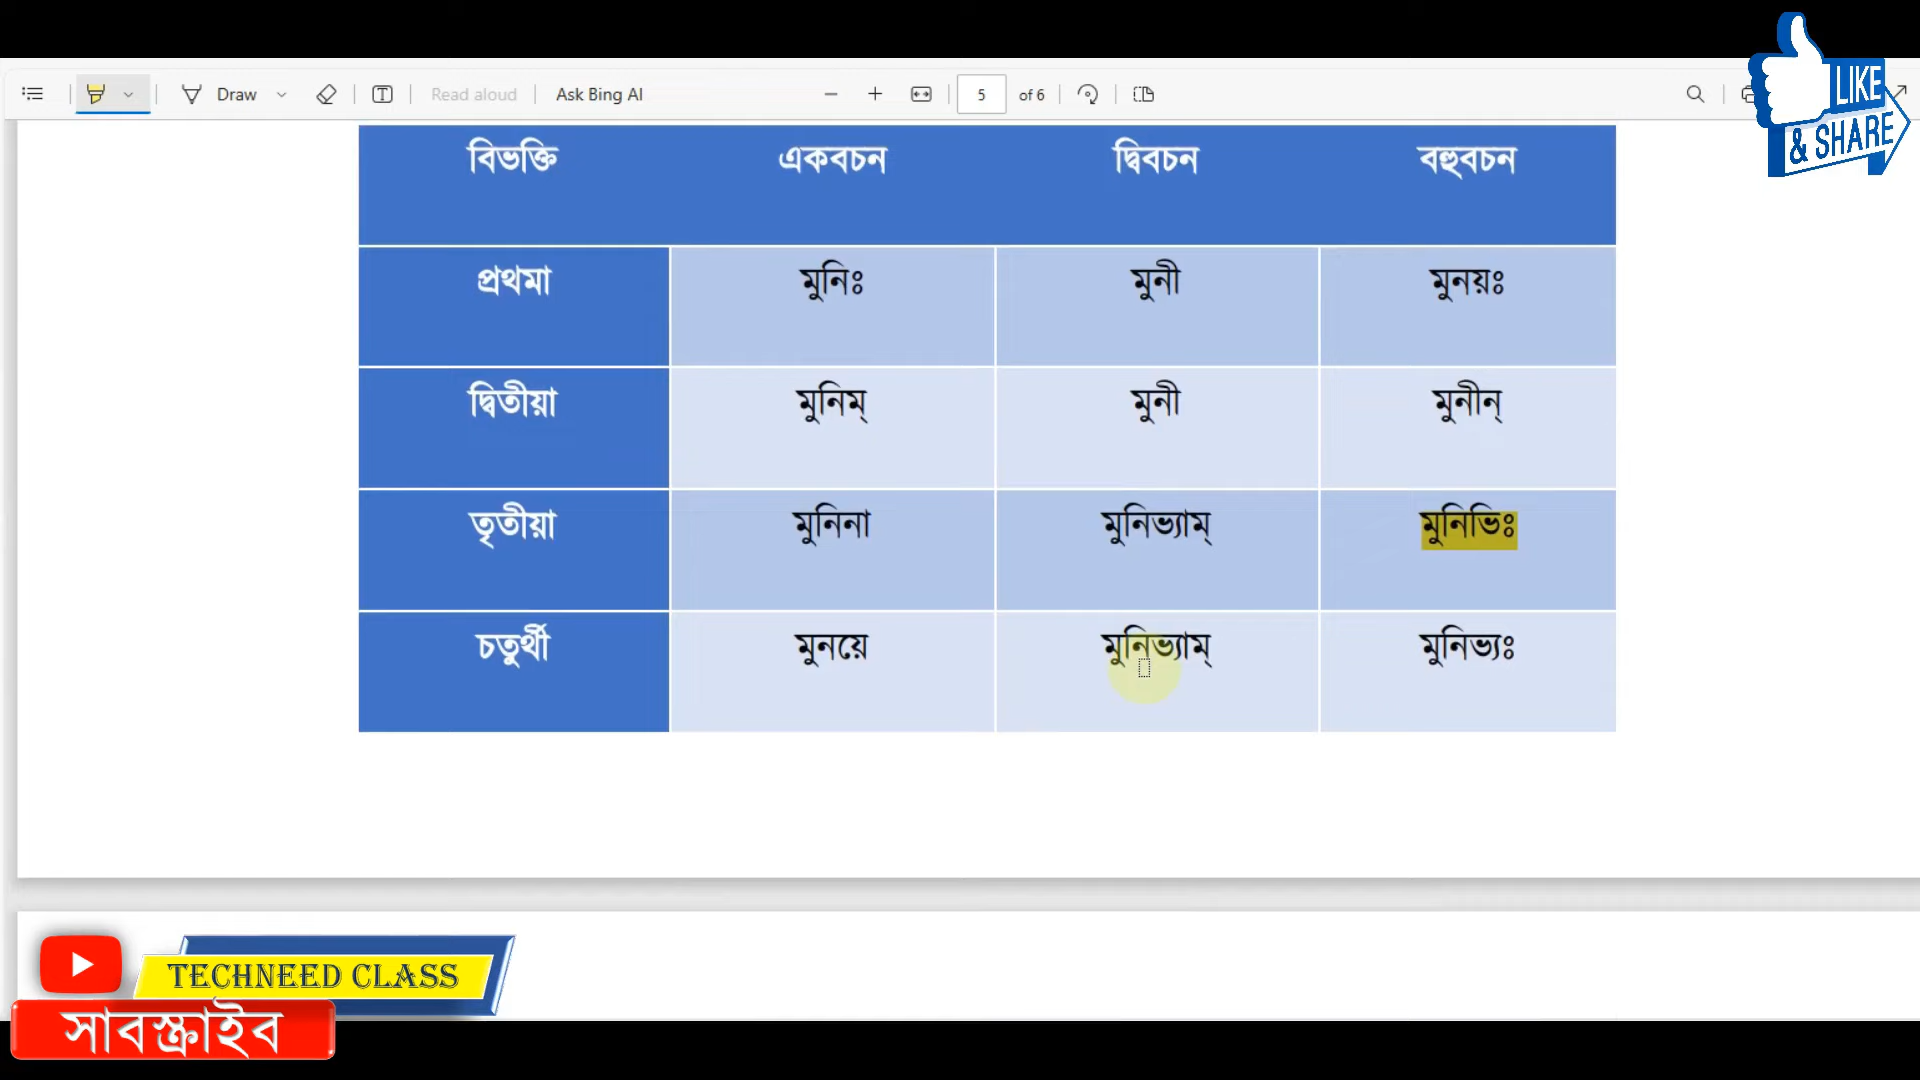 LIKE
& SHARE
Draw Read aloud Ask Bing AI 5 of 6
বিভক্তি একবচন দ্বিবচন বহুবচন
প্রথমা মুনিঃ মুনী মুনয়ঃ
দ্বিতীয়া মুনিম্ মুনী মুনীন্
তৃতীয়া মুনিনা মুনিভ্যাম্ মুনিভিঃ
চতুর্থী মুনয়ে মুনিভ্যাম্ মুনিভ্যঃ
TECHNEED CLASS
সাবস্ক্রাইব